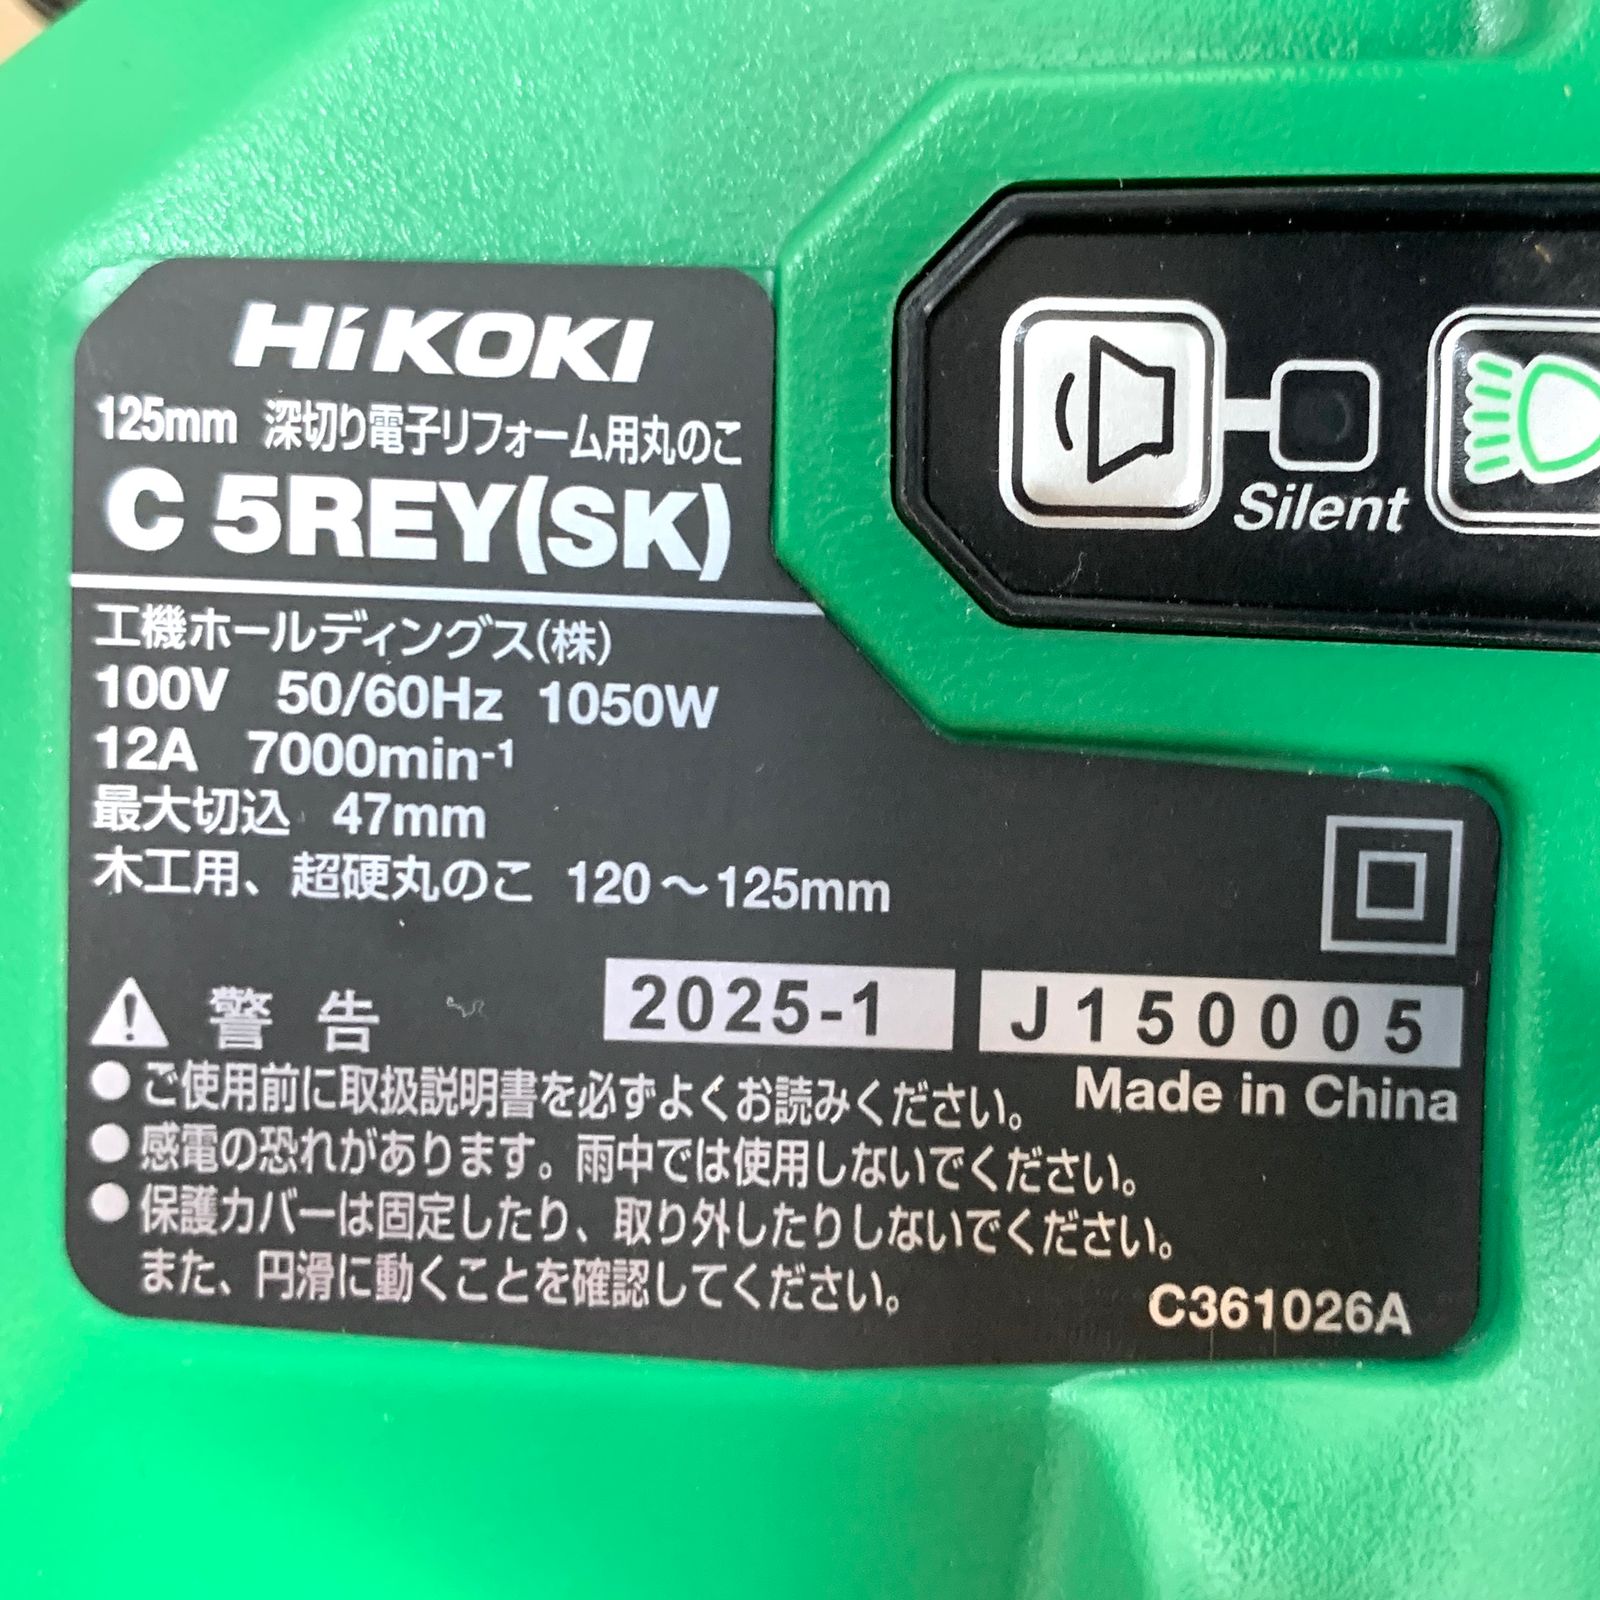 HiKOKI
125mm 深切り電子リフォーム用丸のこ
C 5REY(SK)
Silent
工機ホールディングス(株)
100V 50/60Hz 1050W
12A 7000min-1
最大切込 47mm
木工用、超硬丸のこ 120～125mm
警告
2025-1
J150005
Made in China
ご使用前に取扱説明書を必ずよくお読みください。
感電の恐れがあります。雨中では使用しないでください。
保護カバーは固定したり、取り外したりしないでください。
また、円滑に動くことを確認してください。
C361026A